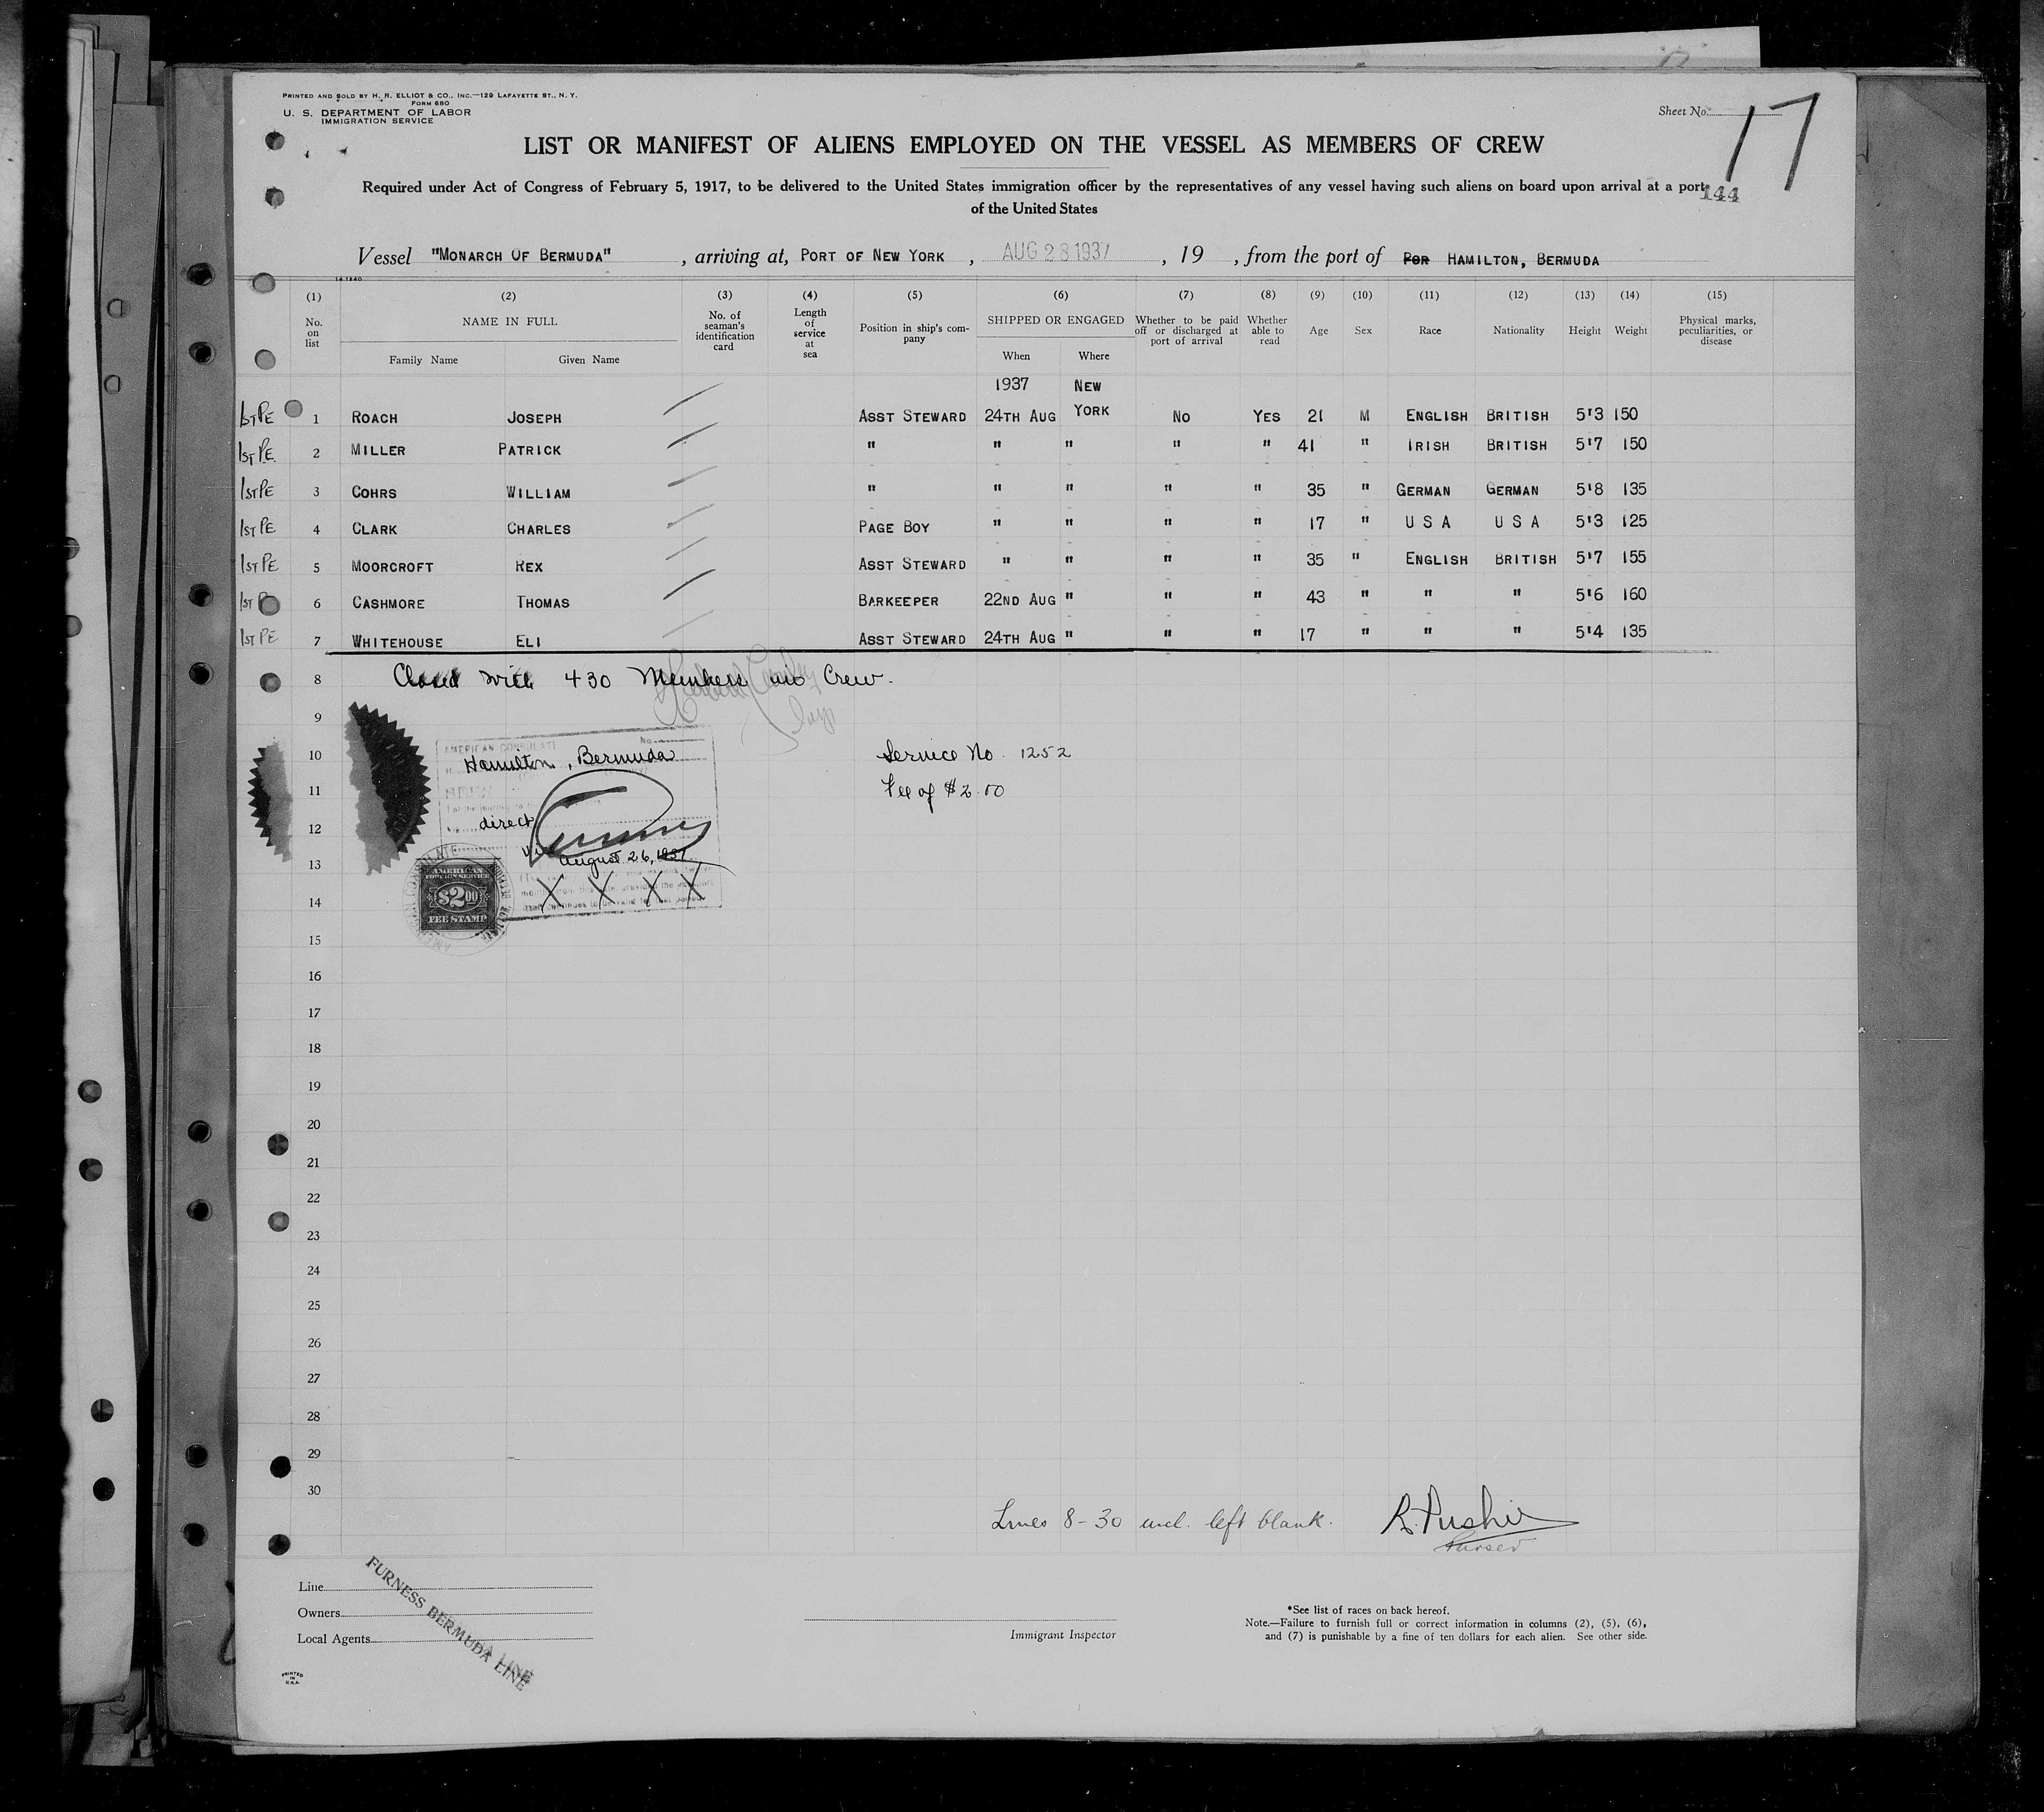 PRINTED AND SOLD BY H. R. ELLIOT & CO., INC.—129 LAFAYETTE ST., N. Y.
FORM 680
U. S. DEPARTMENT OF LABOR
IMMIGRATION SERVICE
Sheet No. 17
LIST OR MANIFEST OF ALIENS EMPLOYED ON THE VESSEL AS MEMBERS OF CREW
Required under Act of Congress of February 5, 1917, to be delivered to the United States immigration officer by the representatives of any vessel having such aliens on board upon arrival at a port
144
of the United States
Vessel "MONARCH OF BERMUDA", arriving at, PORT OF NEW YORK, AUG 28 1937, 19 , from the port of POR HAMILTON, BERMUDA
14 1840
(1) (2) (3) (4) (5) (6) (7) (8) (9) (10) (11) (12) (13) (14) (15)
No. on list NAME IN FULL Family Name Given Name No. of seaman's identification card Length of service at sea Position in ship's company SHIPPED OR ENGAGED When Where Whether to be paid off or discharged at port of arrival Whether able to read Age Sex Race Nationality Height Weight Physical marks, peculiarities, or disease
1937 NEW
1ST PE 1 ROACH JOSEPH ASST STEWARD 24TH AUG YORK NO YES 21 M ENGLISH BRITISH 5'3 150
1ST P.E. 2 MILLER PATRICK " " " " " 41 " IRISH BRITISH 5'7 150
1ST PE 3 COHRS WILLIAM " " " " " 35 " GERMAN GERMAN 5'8 135
1ST PE 4 CLARK CHARLES PAGE BOY " " " " 17 " U S A U S A 5'3 125
1ST PE 5 MOORCROFT REX ASST STEWARD " " " " 35 " ENGLISH BRITISH 5'7 155
1ST P 6 CASHMORE THOMAS BARKEEPER 22ND AUG " " " 43 " " " 5'6 160
1ST PE 7 WHITEHOUSE ELI ASST STEWARD 24TH AUG " " " 17 " " " 5'4 135
8 Closed with 430 Members in Crew.
9
10 AMERICAN CONSULATE No.
Hamilton, Bermuda Service No. 1252
11 Fee of $2.00
12 direct
13 August 26, 1937
AMERICAN
FOREIGN SERVICE
$2.00
FEE STAMP
X X X X
14
15
16
17
18
19
20
21
22
23
24
25
26
27
28
29
30
Lines 8-30 incl. left blank.
Purser
Line
Owners
Local Agents
FURNESS BERMUDA LINE
Immigrant Inspector
*See list of races on back hereof.
Note.—Failure to furnish full or correct information in columns (2), (5), (6),
and (7) is punishable by a fine of ten dollars for each alien. See other side.
PRINTED
IN
U.S.A.